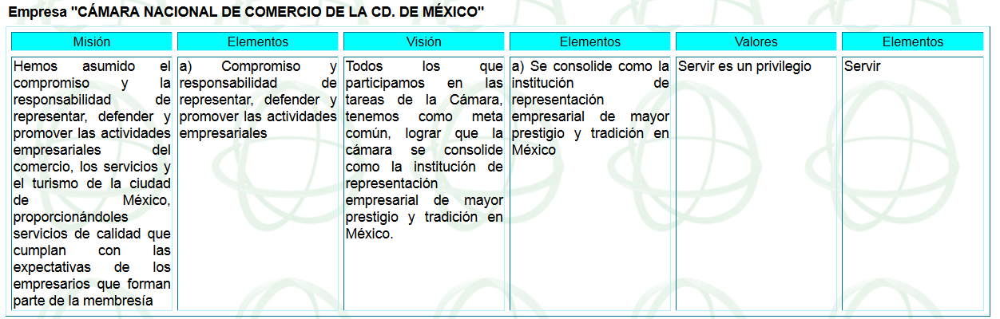 Empresa "CÁMARA NACIONAL DE COMERCIO DE LA CD. DE MÉXICO"
Misión
Elementos
Visión
Elementos
Valores
Elementos
Hemos asumido el
compromiso y la
responsabilidad de
representar, defender y
promover las actividades
empresariales del
comercio, los servicios y
el turismo de la ciudad
de México,
proporcionándoles
servicios de calidad que
cumplan con las
expectativas de los
empresarios que forman
parte de la membresía
a) Compromiso y
responsabilidad de
representar, defender y
promover las actividades
empresariales
Todos los que
participamos en las
tareas de la Cámara,
tenemos como meta
común, lograr que la
cámara se consolide
como la institución de
representación
empresarial de mayor
prestigio y tradición en
México.
a) Se consolide como la
institución de
representación
empresarial de mayor
prestigio y tradición en
México
Servir es un privilegio
Servir